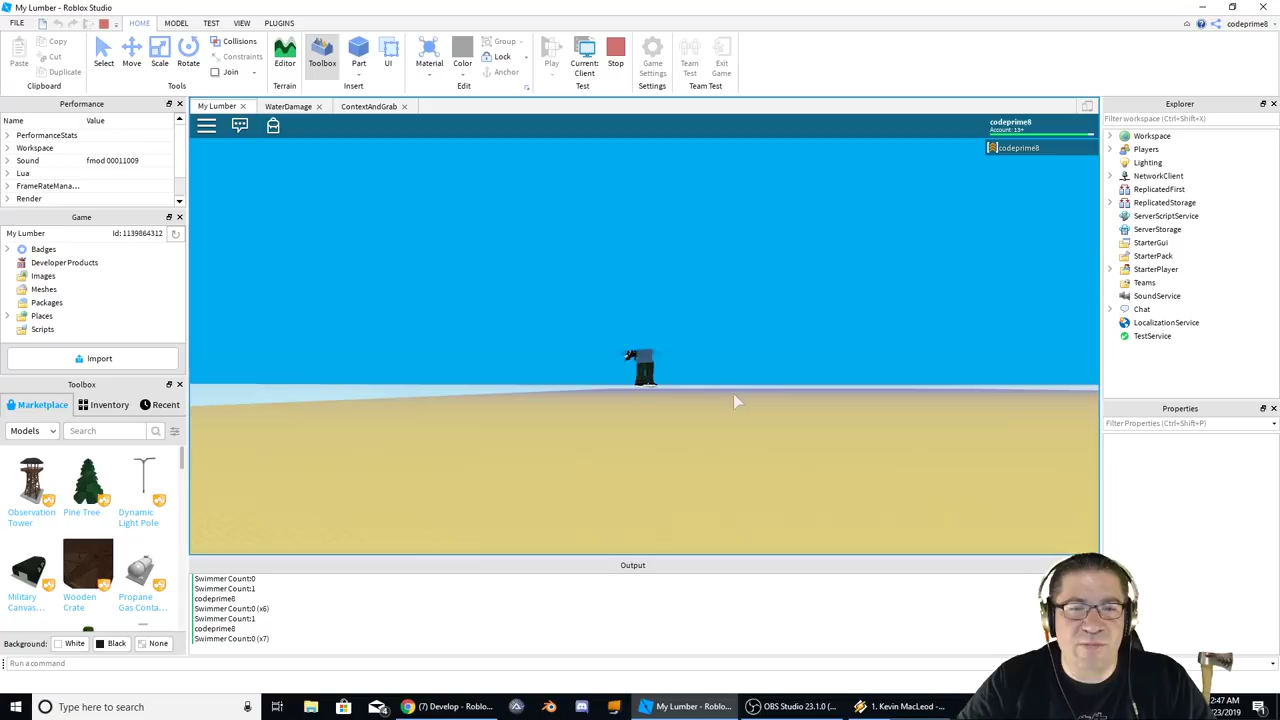 My Lumber - Roblox Studio
FILE HOME MODEL TEST VIEW PLUGINS codeprime8
Paste Copy Cut Duplicate Select Move Scale Rotate Collisions Constraints Join Editor Toolbox Part UI Material Color Group Lock Anchor Play Current: Client Stop Game Settings Team Test Exit Game
Clipboard Tools Terrain Insert Edit Test Settings Team Test
Performance
Name Value
PerformanceStats
Workspace
Sound fmod 00011009
Lua
FrameRateMana...
Render
Game
My Lumber Id: 1139864312
Badges
Developer Products
Images
Meshes
Packages
Places
Scripts
Import
Toolbox
Marketplace Inventory Recent
Models Search
Observation Tower
Pine Tree
Dynamic Light Pole
Military Canvas...
Wooden Crate
Propane Gas Conta...
Background: White Black None
Run a command
My Lumber WaterDamage ContextAndGrab
codeprime8
Account: 13+
codeprime8
Output
Swimmer Count:0
Swimmer Count:1
codeprime8
Swimmer Count:0 (x6)
Swimmer Count:1
codeprime8
Swimmer Count:0 (x7)
Explorer
Filter workspace (Ctrl+Shift+X)
Workspace
Players
Lighting
NetworkClient
ReplicatedFirst
ReplicatedStorage
ServerScriptService
ServerStorage
StarterGui
StarterPack
StarterPlayer
Teams
SoundService
Chat
LocalizationService
TestService
Properties
Filter Properties (Ctrl+Shift+P)
Type here to search
(7) Develop - Roblo...
My Lumber - Roblo...
OBS Studio 23.1.0 (...
1. Kevin MacLeod - ...
2:47 AM
/23/2019